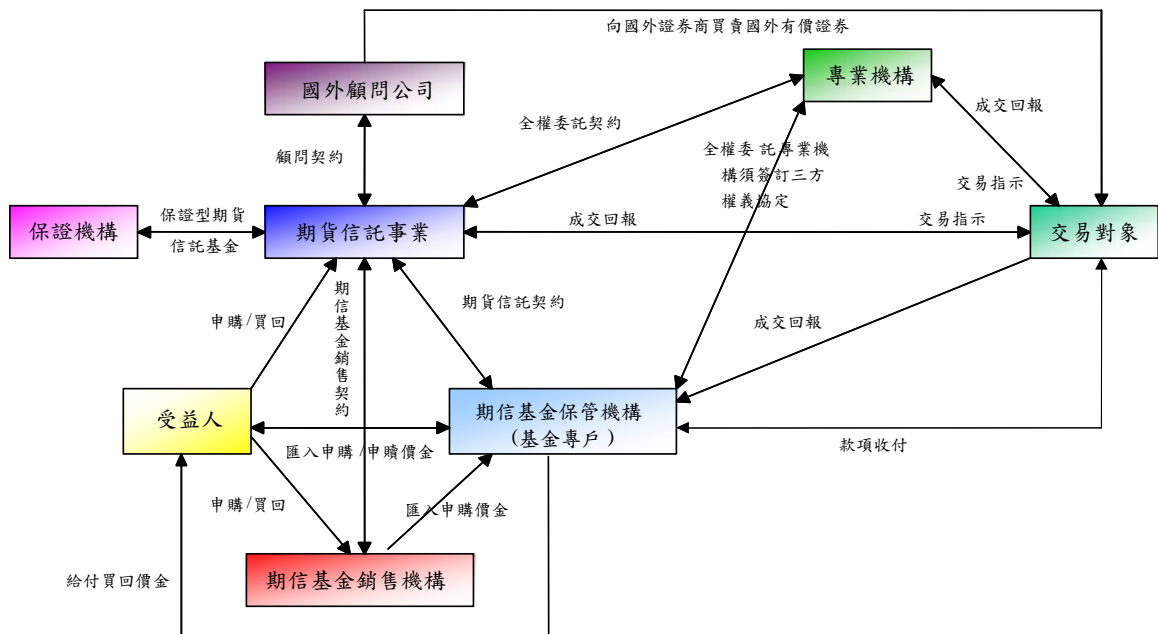 向國外證券商買賣國外有價證券
專業機構
國外顧問公司
成交回報
全權委託契約
全權委 託專業機
構須簽訂三方
權義協定
顧問契約
交易指示
保證型期貨
信託基金
保證機構
期貨信託事業
成交回報
交易指示
交易對象
期信基金銷售契約
期貨信託契約
申購/買回
成交回報
受益人
期信基金保管機構
(基金專戶)
匯入申購/申贖價金
款項收付
申購/買回
匯入申購價金
期信基金銷售機構
給付買回價金